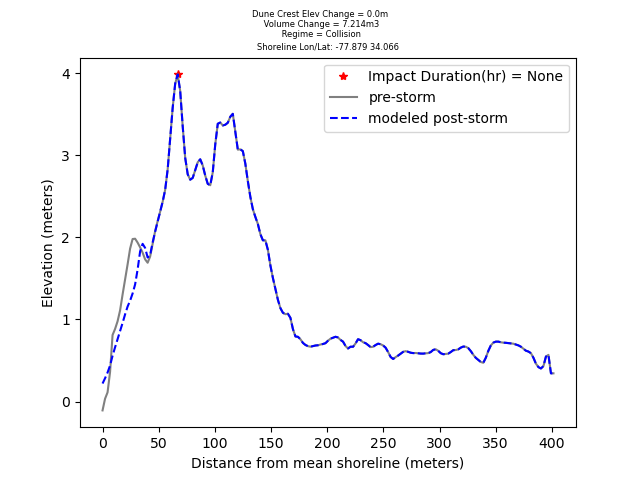 Dune Crest Elev Change = 0.0m
Volume Change = 7.214m3
Regime = Collision
Shoreline Lon/Lat: -77.879 34.066
Impact Duration(hr) = None
pre-storm
modeled post-storm
Elevation (meters)
4
3
2
1
0
0 50 100 150 200 250 300 350 400
Distance from mean shoreline (meters)